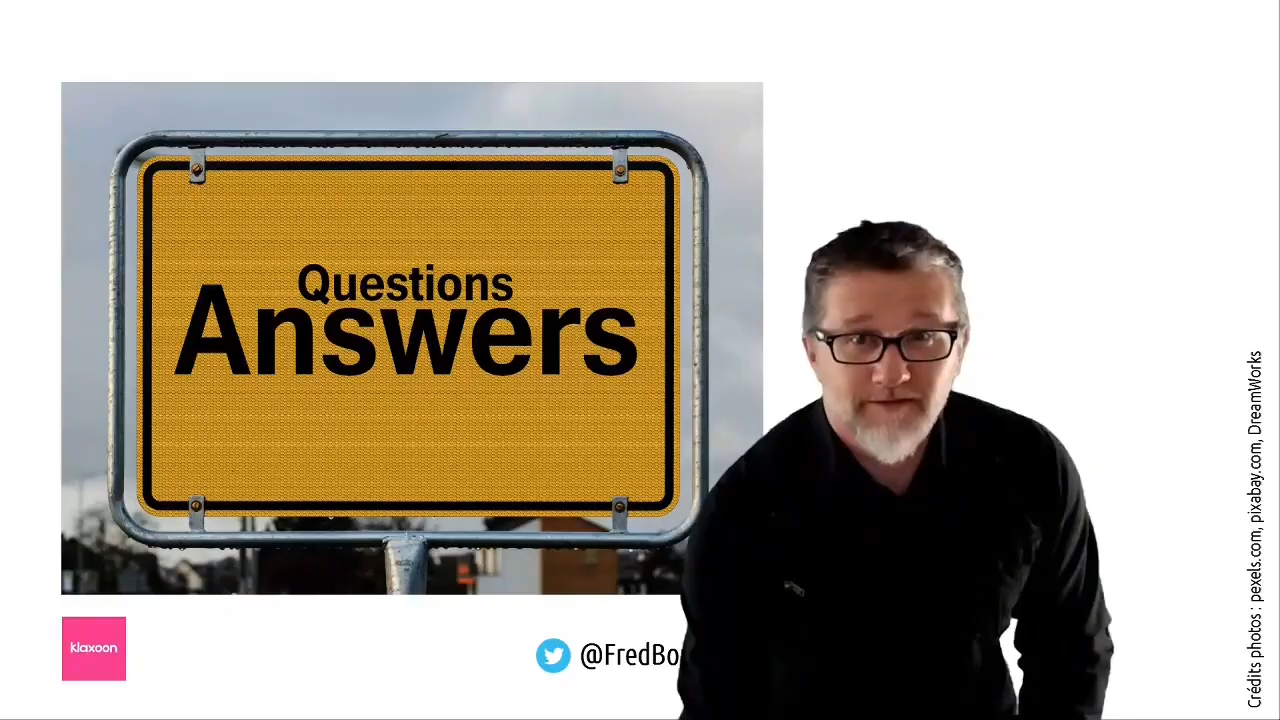 Questions
Answers
klaxoon
@FredBo
Crédits photos : pexels.com, pixabay.com, DreamWorks